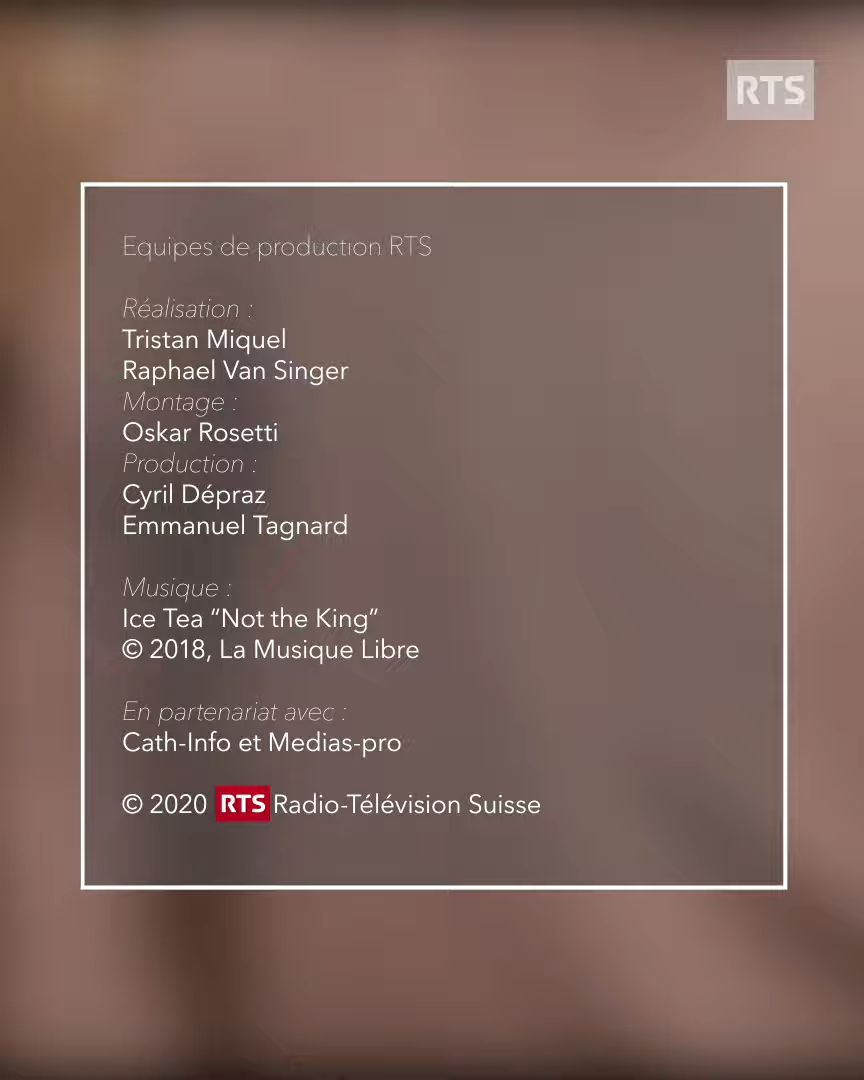 RTS
Equipes de production RTS
Réalisation :
Tristan Miquel
Raphael Van Singer
Montage :
Oskar Rosetti
Production :
Cyril Dépraz
Emmanuel Tagnard
Musique :
Ice Tea “Not the King”
© 2018, La Musique Libre
En partenariat avec :
Cath-Info et Medias-pro
© 2020 RTS Radio-Télévision Suisse